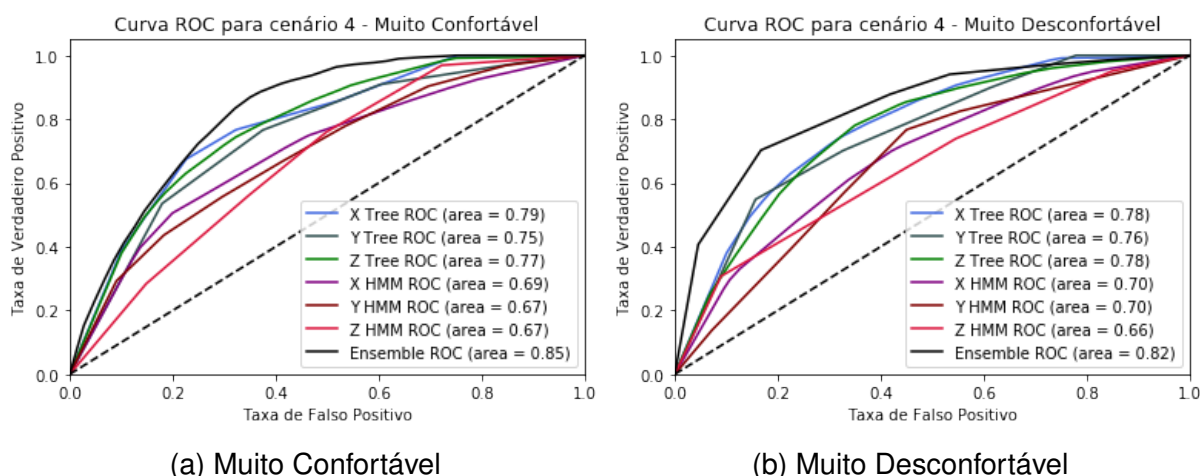 Curva ROC para cenário 4 - Muito Confortável
Taxa de Verdadeiro Positivo
1.0
0.8
0.6
0.4
0.2
0.0
X Tree ROC (area = 0.79)
Y Tree ROC (area = 0.75)
Z Tree ROC (area = 0.77)
X HMM ROC (area = 0.69)
Y HMM ROC (area = 0.67)
Z HMM ROC (area = 0.67)
Ensemble ROC (area = 0.85)
0.0 0.2 0.4 0.6 0.8 1.0
Taxa de Falso Positivo
(a) Muito Confortável
Curva ROC para cenário 4 - Muito Desconfortável
Taxa de Verdadeiro Positivo
1.0
0.8
0.6
0.4
0.2
0.0
X Tree ROC (area = 0.78)
Y Tree ROC (area = 0.76)
Z Tree ROC (area = 0.78)
X HMM ROC (area = 0.70)
Y HMM ROC (area = 0.70)
Z HMM ROC (area = 0.66)
Ensemble ROC (area = 0.82)
0.0 0.2 0.4 0.6 0.8 1.0
Taxa de Falso Positivo
(b) Muito Desconfortável